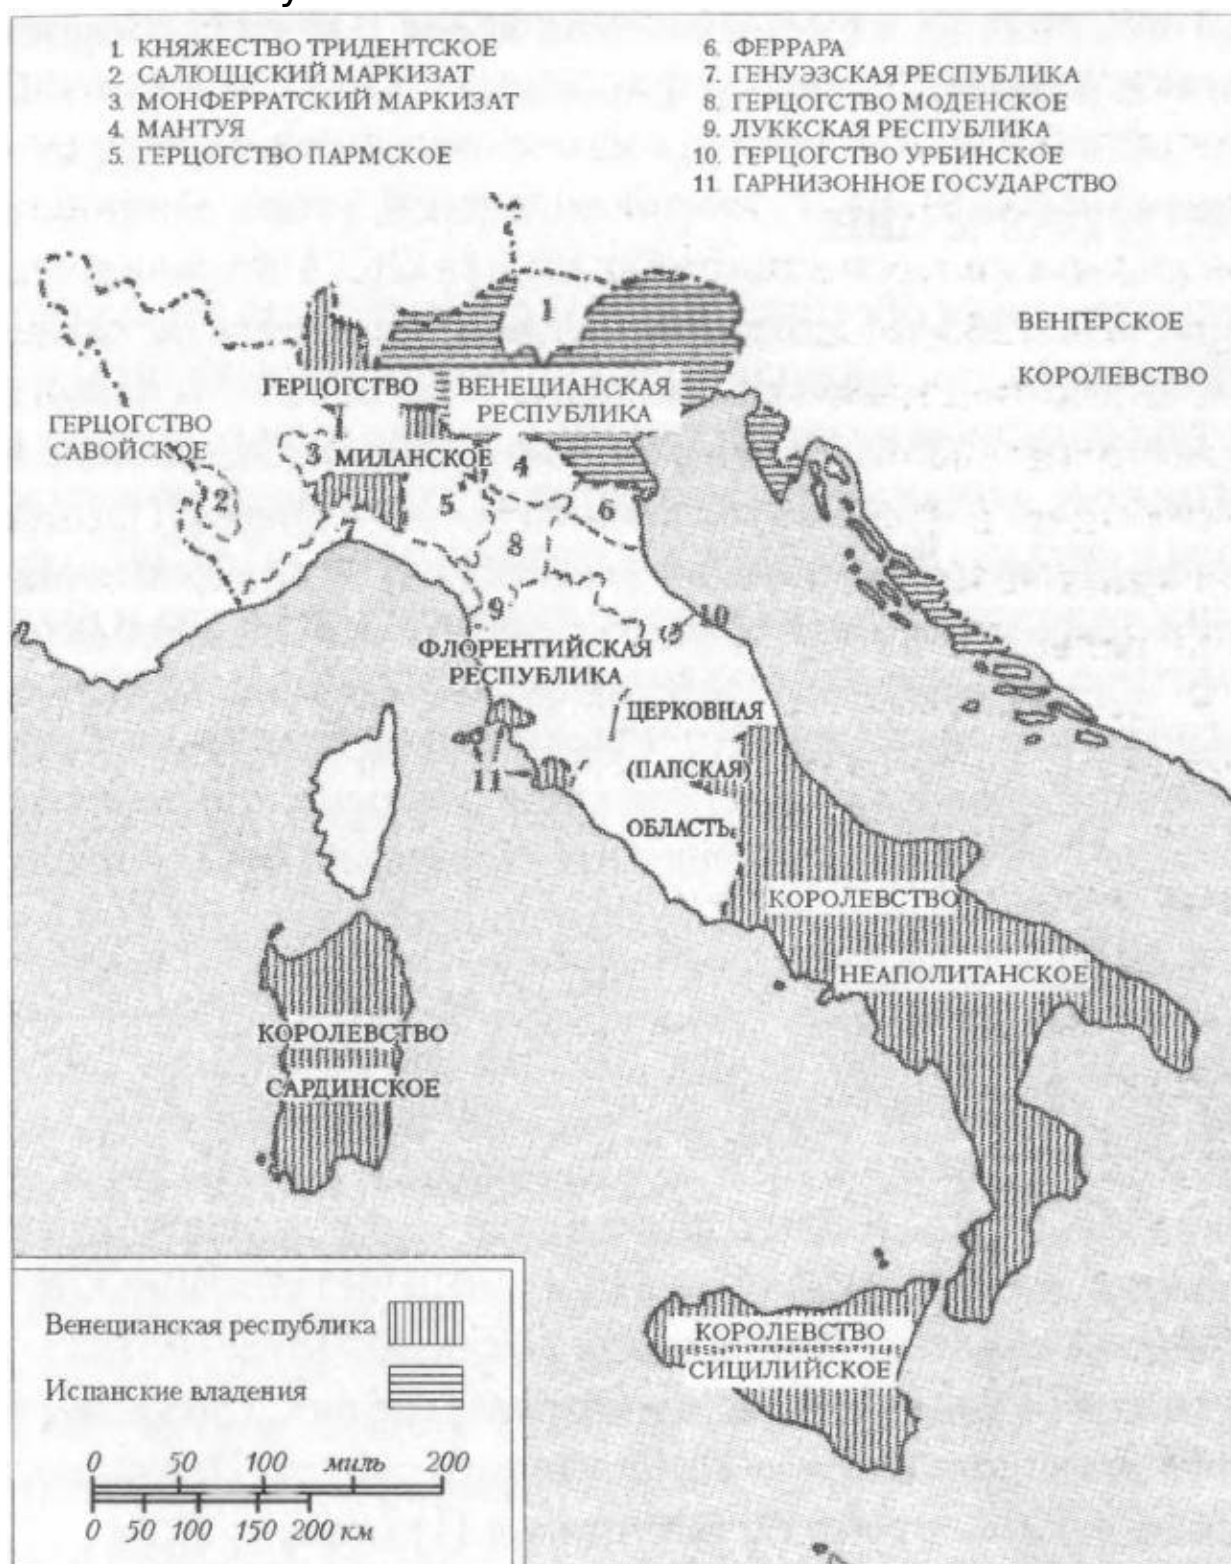 1. КНЯЖЕСТВО ТРИДЕНТСКОЕ
2. САЛЮЦЦСКИЙ МАРКИЗАТ
3. МОНФЕРРАТСКИЙ МАРКИЗАТ
4. МАНТУЯ
5. ГЕРЦОГСТВО ПАРМСКОЕ
6. ФЕРРАРА
7. ГЕНУЭЗСКАЯ РЕСПУБЛИКА
8. ГЕРЦОГСТВО МОДЕНСКОЕ
9. ЛУККСКАЯ РЕСПУБЛИКА
10. ГЕРЦОГСТВО УРБИНСКОЕ
11. ГАРНИЗОННОЕ ГОСУДАРСТВО
1
ВЕНГЕРСКОЕ
КОРОЛЕВСТВО
ГЕРЦОГСТВО
ВЕНЕЦИАНСКАЯ
РЕСПУБЛИКА
ГЕРЦОГСТВО
САВОЙСКОЕ
3
МИЛАНСКОЕ
4
2
5
6
7
8
9
10
ФЛОРЕНТИЙСКАЯ
РЕСПУБЛИКА
ЦЕРКОВНАЯ
(ПАПСКАЯ)
11
ОБЛАСТЬ
КОРОЛЕВСТВО
НЕАПОЛИТАНСКОЕ
КОРОЛЕВСТВО
САРДИНСКОЕ
КОРОЛЕВСТВО
СИЦИЛИЙСКОЕ
Венецианская республика
Испанские владения
0 50 100 миль 200
0 50 100 150 200 км